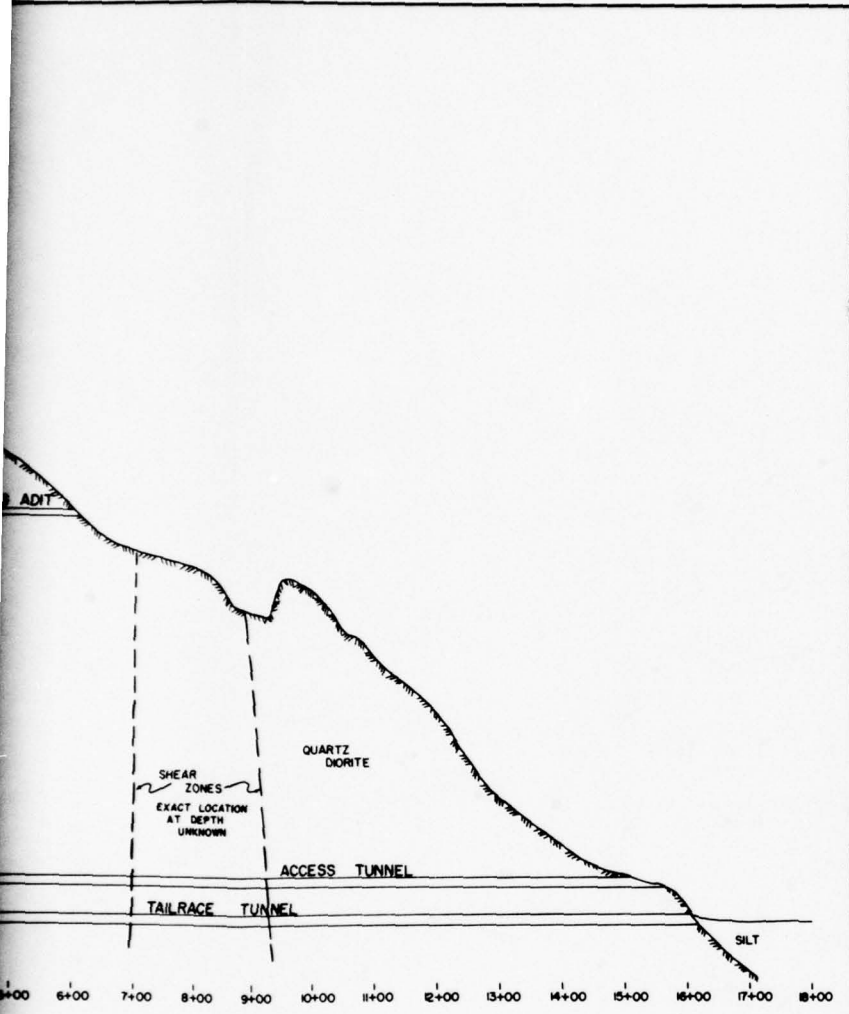 ADIT
QUARTZ
DIORITE
SHEAR
ZONES
EXACT LOCATION
AT DEPTH
UNKNOWN
ACCESS TUNNEL
TAILRACE TUNNEL
SILT
6+00 7+00 8+00 9+00 10+00 11+00 12+00 13+00 14+00 15+00 16+00 17+00 18+00